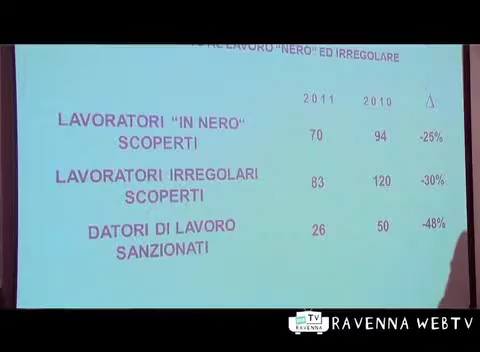 AL LAVORO "NERO" ED IRREGOLARE
2011 2010 Δ
LAVORATORI "IN NERO" SCOPERTI 70 94 -25%
LAVORATORI IRREGOLARI SCOPERTI 83 120 -30%
DATORI DI LAVORO SANZIONATI 26 50 -48%
TV
RAVENNA
RAVENNA WEBTV